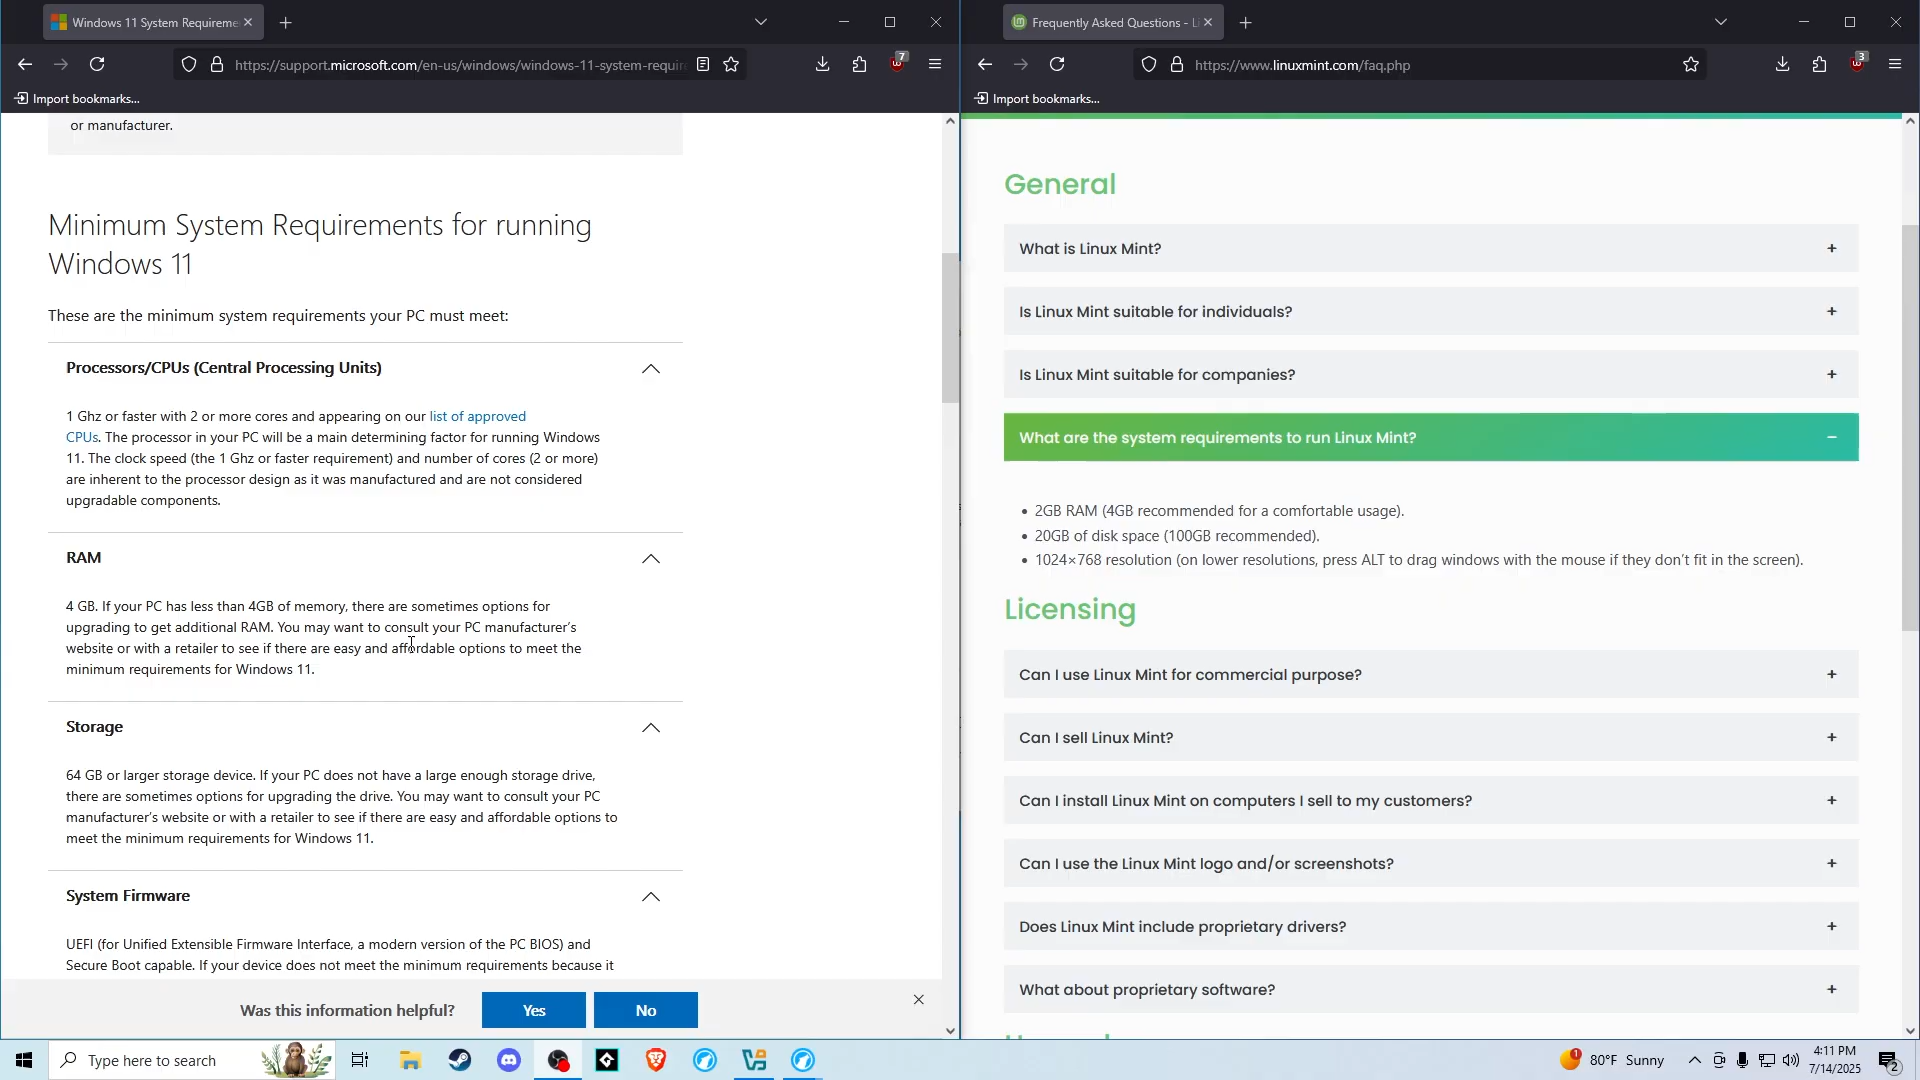 Windows 11 System Requireme
https://support.microsoft.com/en-us/windows/windows-11-system-requir
7
Import bookmarks...
or manufacturer.
Minimum System Requirements for running
Windows 11
These are the minimum system requirements your PC must meet:
Processors/CPUs (Central Processing Units)
1 Ghz or faster with 2 or more cores and appearing on our list of approved
CPUs. The processor in your PC will be a main determining factor for running Windows
11. The clock speed (the 1 Ghz or faster requirement) and number of cores (2 or more)
are inherent to the processor design as it was manufactured and are not considered
upgradable components.
RAM
4 GB. If your PC has less than 4GB of memory, there are sometimes options for
upgrading to get additional RAM. You may want to consult your PC manufacturer's
website or with a retailer to see if there are easy and affordable options to meet the
minimum requirements for Windows 11.
Storage
64 GB or larger storage device. If your PC does not have a large enough storage drive,
there are sometimes options for upgrading the drive. You may want to consult your PC
manufacturer's website or with a retailer to see if there are easy and affordable options to
meet the minimum requirements for Windows 11.
System Firmware
UEFI (for Unified Extensible Firmware Interface, a modern version of the PC BIOS) and
Secure Boot capable. If your device does not meet the minimum requirements because it
Was this information helpful?
Yes
No
Frequently Asked Questions - Li
https://www.linuxmint.com/faq.php
3
Import bookmarks...
General
What is Linux Mint?
Is Linux Mint suitable for individuals?
Is Linux Mint suitable for companies?
What are the system requirements to run Linux Mint?
• 2GB RAM (4GB recommended for a comfortable usage).
• 20GB of disk space (100GB recommended).
• 1024×768 resolution (on lower resolutions, press ALT to drag windows with the mouse if they don't fit in the screen).
Licensing
Can I use Linux Mint for commercial purpose?
Can I sell Linux Mint?
Can I install Linux Mint on computers I sell to my customers?
Can I use the Linux Mint logo and/or screenshots?
Does Linux Mint include proprietary drivers?
What about proprietary software?
Type here to search
1
80°F Sunny
4:11 PM
7/14/2025
2